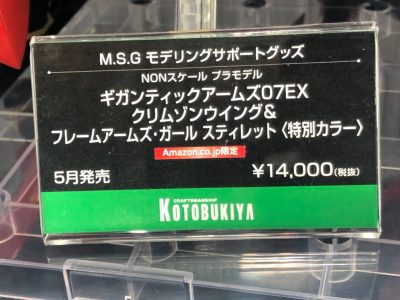 M.S.G モデリングサポートグッズ
NONスケール プラモデル
ギガンティックアームズ07EX
クリムゾンウイング&
フレームアームズ・ガール スティレット〈特別カラー〉
Amazon.co.jp限定
5月発売 ¥14,000(税抜)
CRAFTSMANSHIP
KOTOBUKIYA